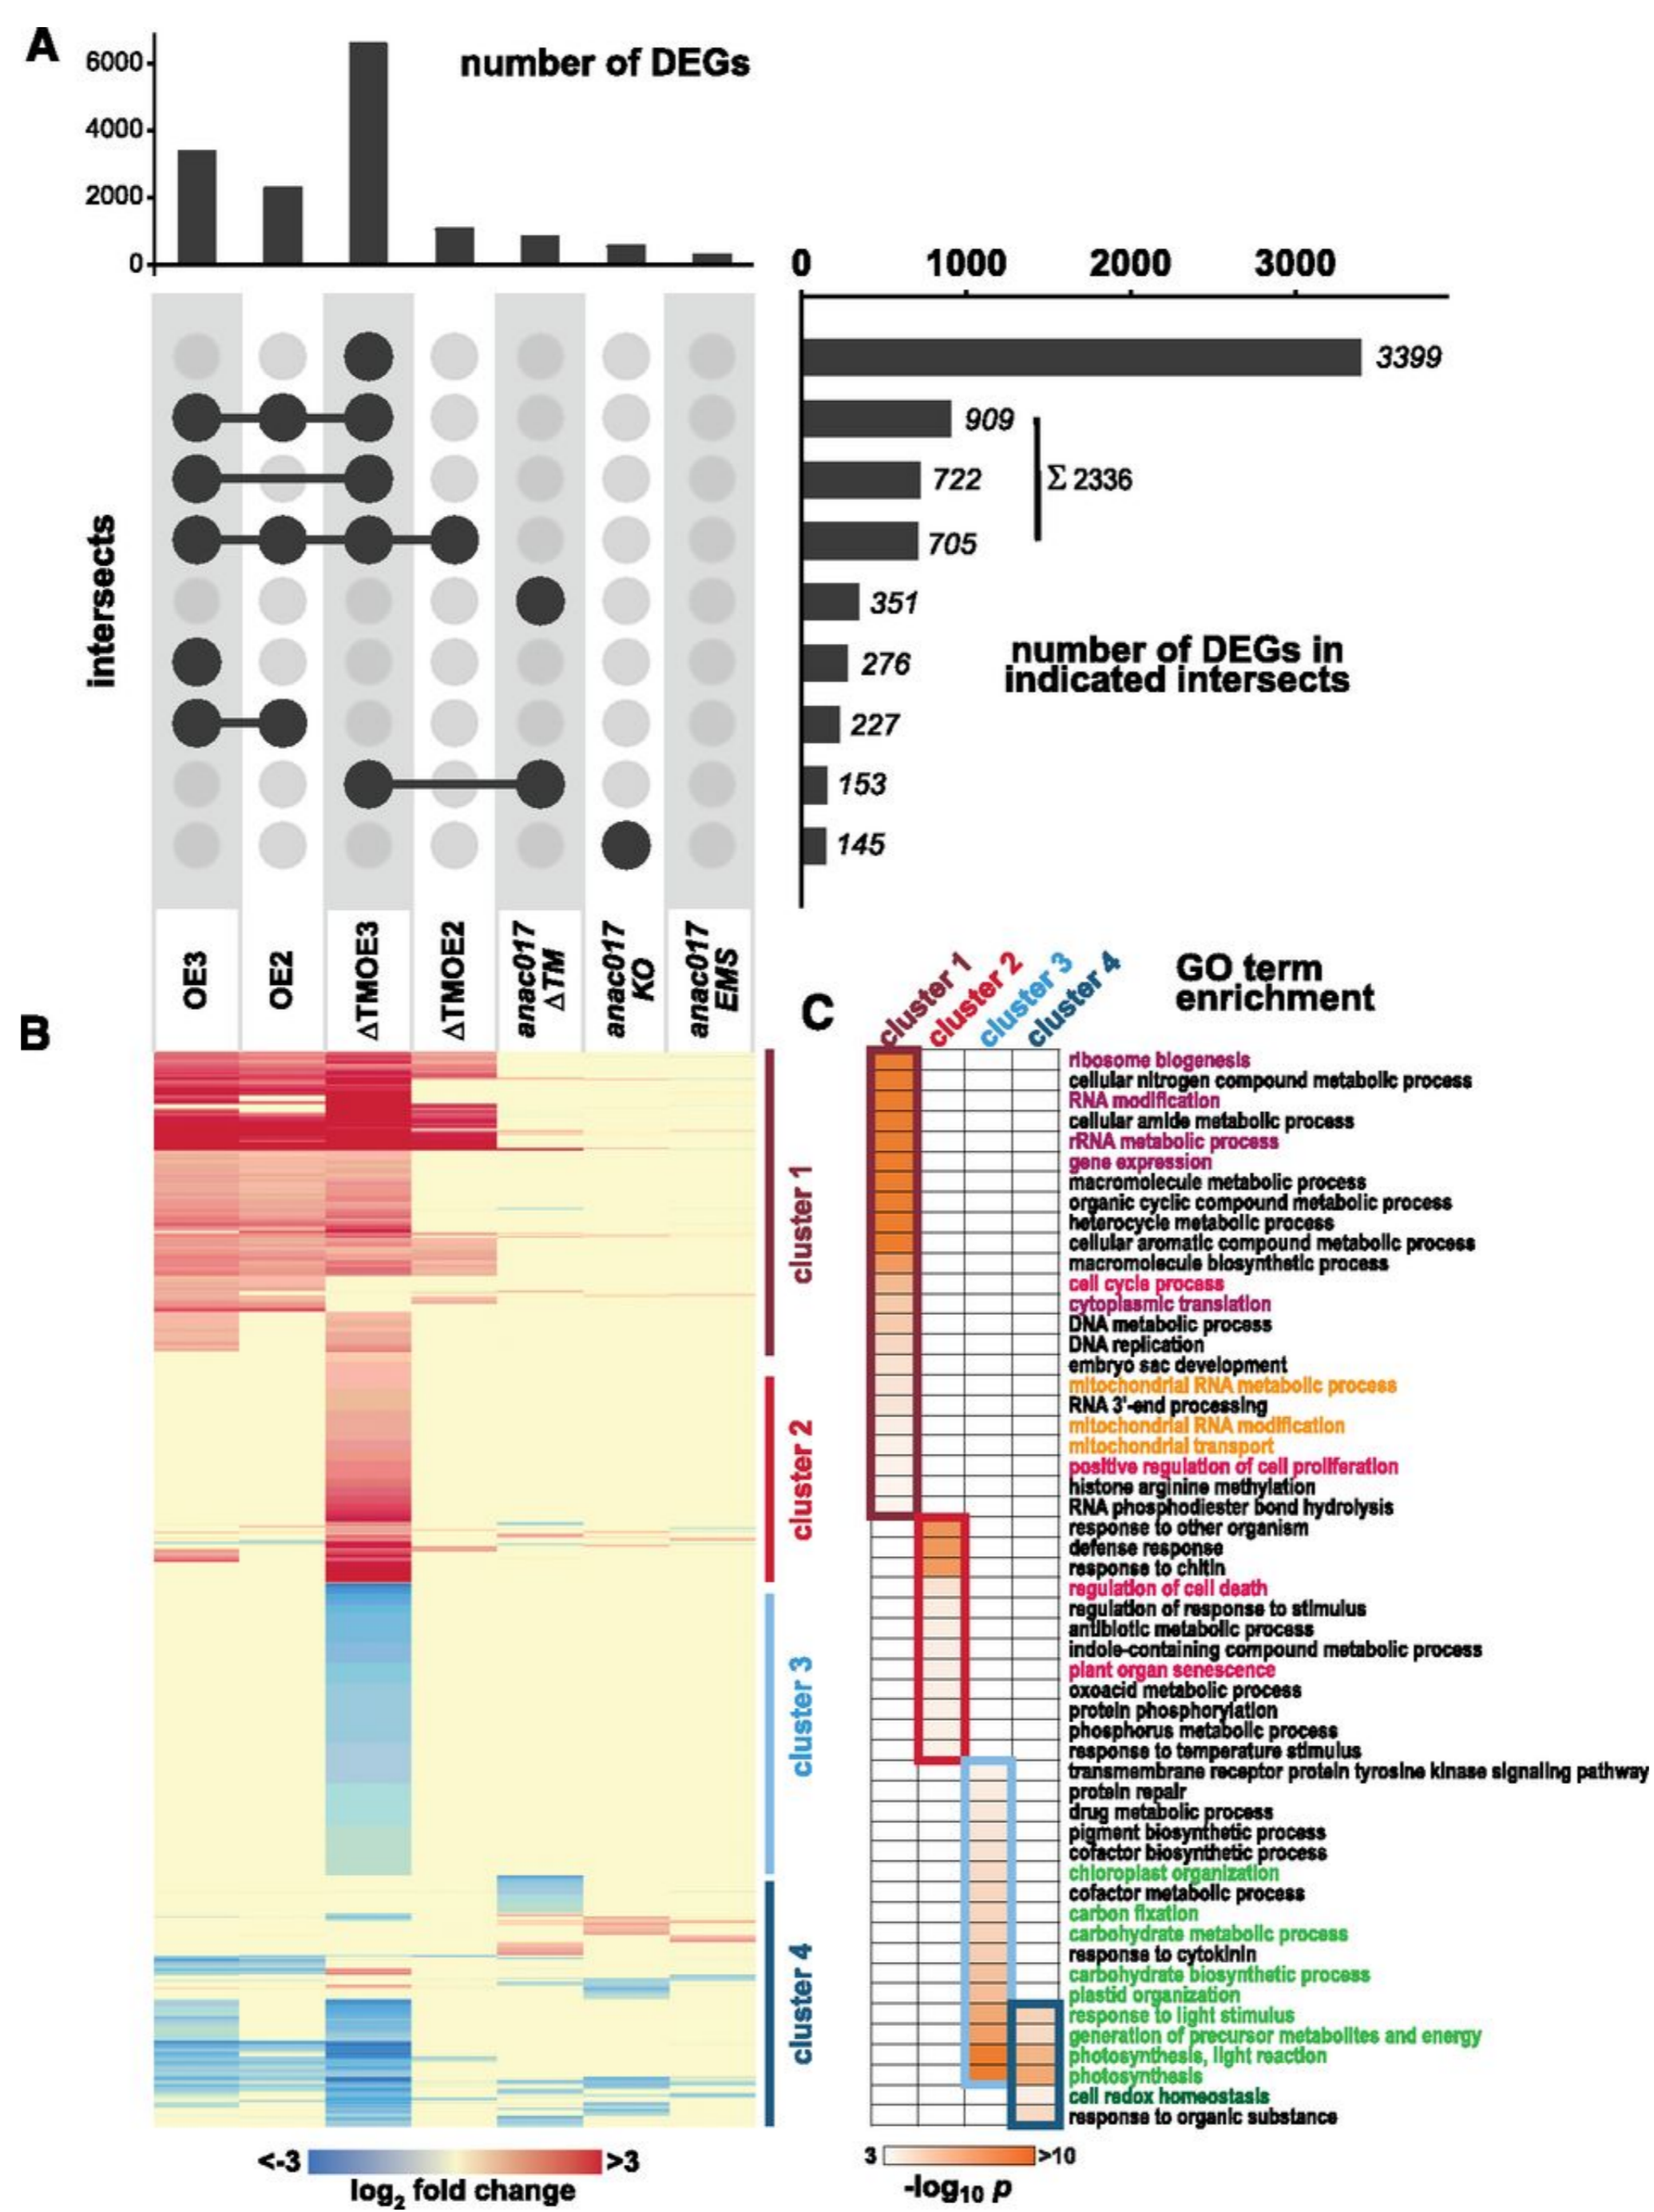 A
number of DEGs
6000
4000
2000
0
0 1000 2000 3000
3399
909
722
Σ 2336
705
351
276
227
153
145
number of DEGs in
indicated intersects
intersects
OE3
OE2
ΔTMOE3
ΔTMOE2
anac017
ΔTM
anac017
KO
anac017
EMS
B
cluster 1
cluster 2
cluster 3
cluster 4
<-3
>3
log2 fold change
C
cluster 1
cluster 2
cluster 3
cluster 4
GO term
enrichment
ribosome biogenesis
cellular nitrogen compound metabolic process
RNA modification
cellular amide metabolic process
rRNA metabolic process
gene expression
macromolecule metabolic process
organic cyclic compound metabolic process
heterocycle metabolic process
cellular aromatic compound metabolic process
macromolecule biosynthetic process
cell cycle process
cytoplasmic translation
DNA metabolic process
DNA replication
embryo sac development
mitochondrial RNA metabolic process
RNA 3'-end processing
mitochondrial RNA modification
mitochondrial transport
positive regulation of cell proliferation
histone arginine methylation
RNA phosphodiester bond hydrolysis
response to other organism
defense response
response to chitin
regulation of cell death
regulation of response to stimulus
antibiotic metabolic process
indole-containing compound metabolic process
plant organ senescence
oxoacid metabolic process
protein phosphorylation
phosphorus metabolic process
response to temperature stimulus
transmembrane receptor protein tyrosine kinase signaling pathway
protein repair
drug metabolic process
pigment biosynthetic process
cofactor biosynthetic process
chloroplast organization
cofactor metabolic process
carbon fixation
carbohydrate metabolic process
response to cytokinin
carbohydrate biosynthetic process
plastid organization
response to light stimulus
generation of precursor metabolites and energy
photosynthesis, light reaction
photosynthesis
cell redox homeostasis
response to organic substance
3
>10
-log10 p